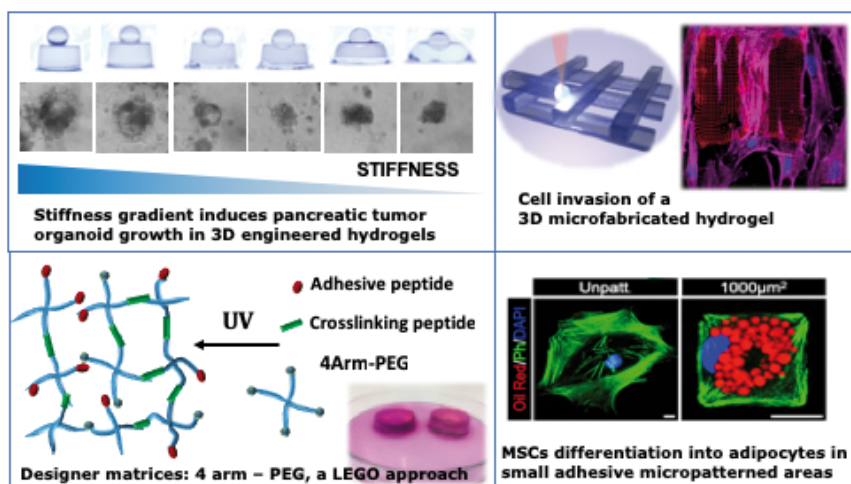 STIFFNESS
Stiffness gradient induces pancreatic tumor
organoid growth in 3D engineered hydrogels
Cell invasion of a
3D microfabricated hydrogel
Adhesive peptide
UV
Crosslinking peptide
4Arm-PEG
Designer matrices: 4 arm – PEG, a LEGO approach
Unpatt.
1000µm²
Oil Red/Ph/DAPI
MSCs differentiation into adipocytes in
small adhesive micropatterned areas